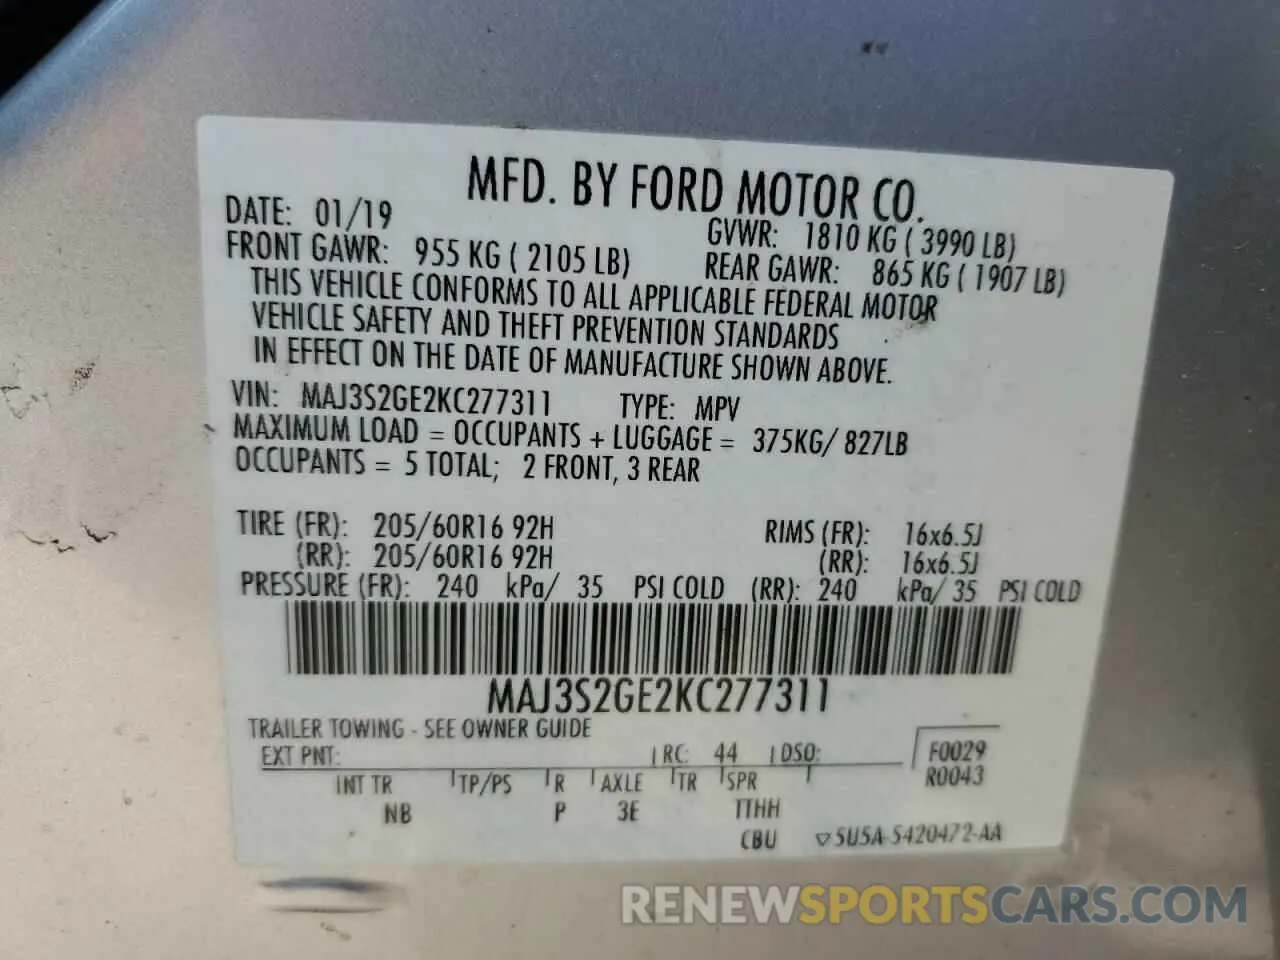 MFD. BY FORD MOTOR CO.
DATE: 01/19 GVWR: 1810 KG ( 3990 LB)
FRONT GAWR: 955 KG ( 2105 LB) REAR GAWR: 865 KG ( 1907 LB)
THIS VEHICLE CONFORMS TO ALL APPLICABLE FEDERAL MOTOR
VEHICLE SAFETY AND THEFT PREVENTION STANDARDS
IN EFFECT ON THE DATE OF MANUFACTURE SHOWN ABOVE.
VIN: MAJ3S2GE2KC277311 TYPE: MPV
MAXIMUM LOAD = OCCUPANTS + LUGGAGE = 375KG/ 827LB
OCCUPANTS = 5 TOTAL; 2 FRONT, 3 REAR
TIRE (FR): 205/60R16 92H RIMS (FR): 16x6.5J
(RR): 205/60R16 92H (RR): 16x6.5J
PRESSURE (FR): 240 kPa/ 35 PSI COLD (RR): 240 kPa/ 35 PSI COLD
MAJ3S2GE2KC277311
TRAILER TOWING - SEE OWNER GUIDE
EXT PNT: RC: 44 DSO: F0029
INT TR TP/PS R AXLE TR SPR R0043
NB P 3E TTHH
CBU ▽5U5A-5420472-AA
RENEWSPORTSCARS.COM